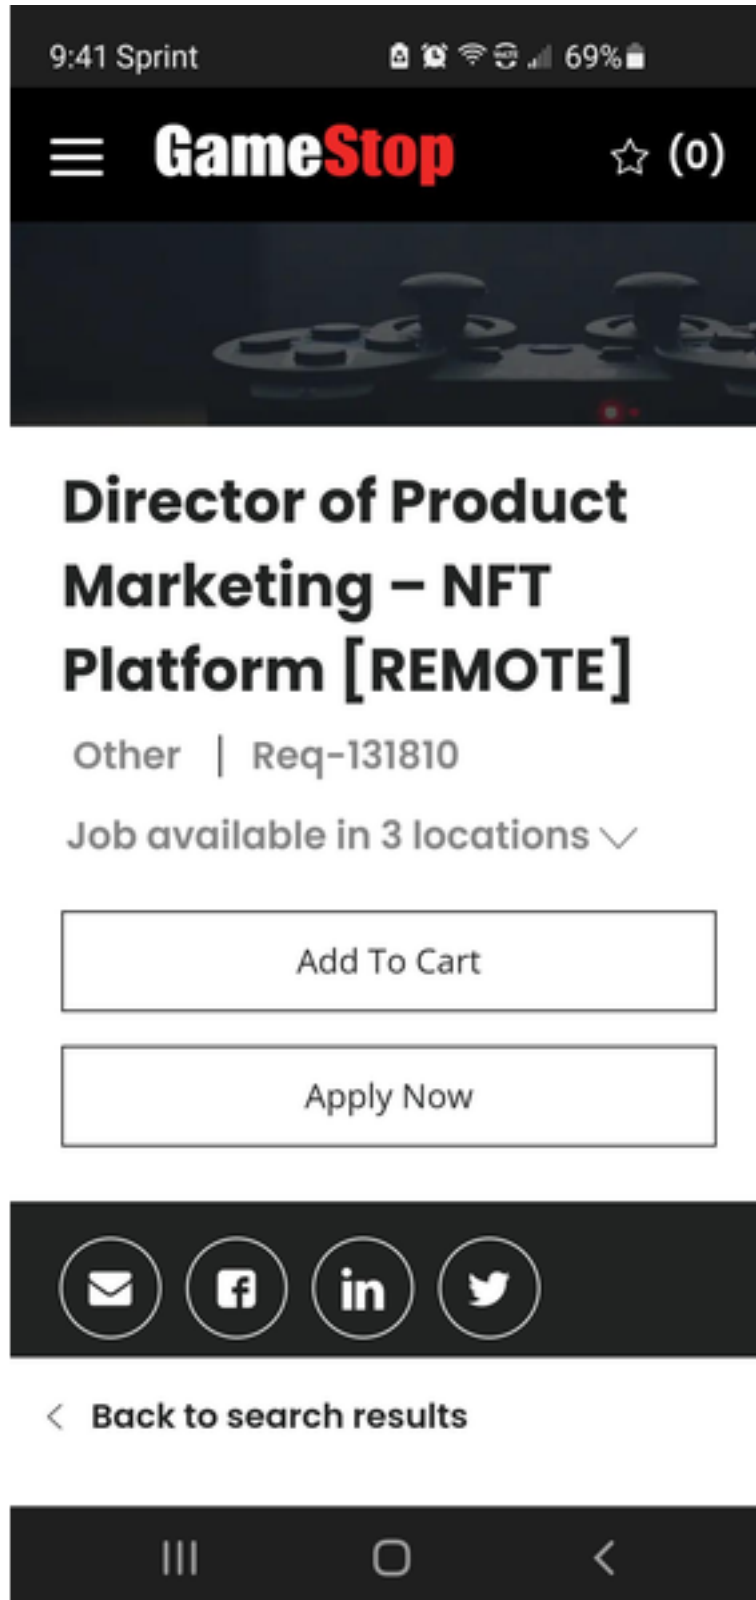 9:41 Sprint 69%
GameStop (0)
Director of Product
Marketing – NFT
Platform [REMOTE]
Other | Req-131810
Job available in 3 locations
Add To Cart
Apply Now
Back to search results